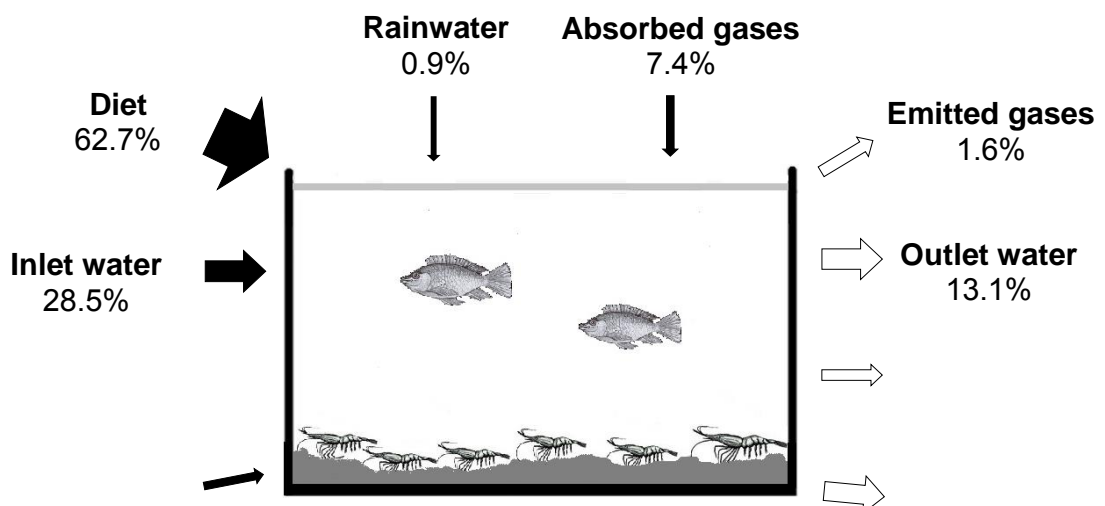 Rainwater
0.9%
Absorbed gases
7.4%
Diet
62.7%
Emitted gases
1.6%
Inlet water
28.5%
Outlet water
13.1%